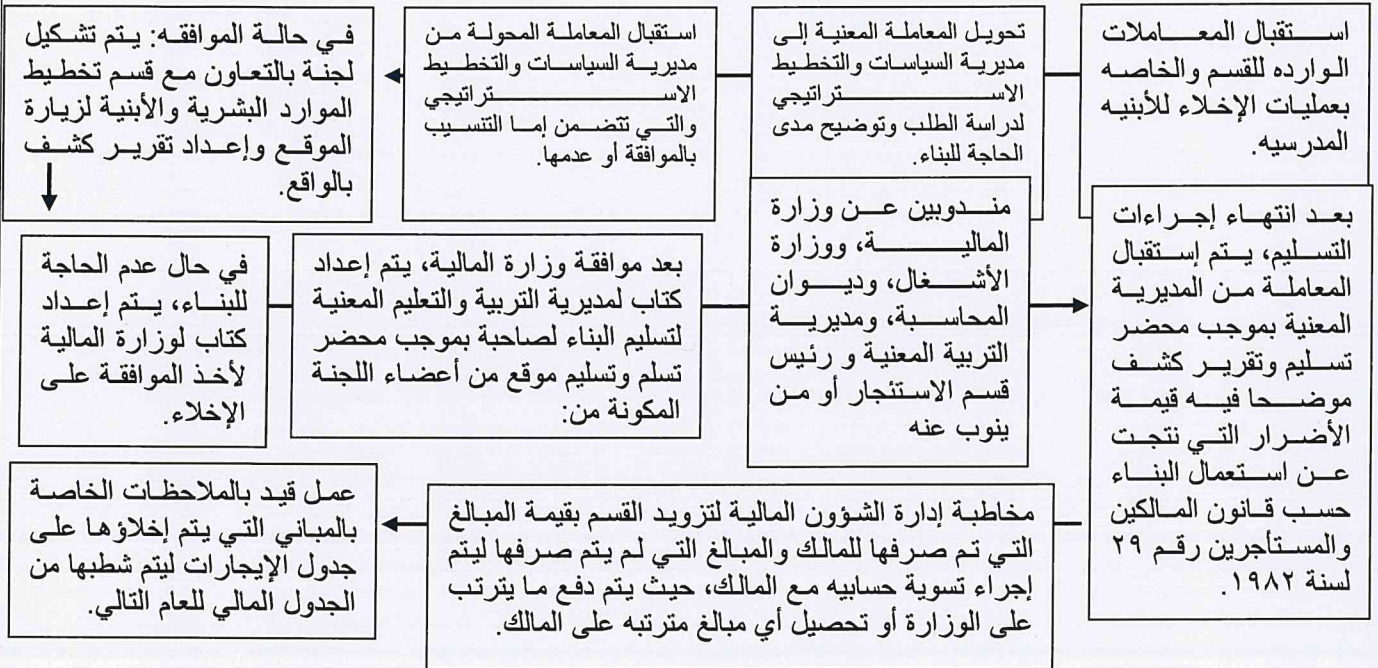 استقبال المعاملات
الوارده للقسم والخاصه
بعمليات الإخلاء للأبنيه
المدرسيه.
تحويل المعاملة المعنية إلى
مديرية السياسات والتخطيط
الاستراتيجي
لدراسة الطلب وتوضيح مدى
الحاجة للبناء.
استقبال المعاملة المحولة من
مديرية السياسات والتخطيط
الاستراتيجي
والتي تتضمن إما التنسيب
بالموافقة أو عدمها.
في حالة الموافقه: يتم تشكيل
لجنة بالتعاون مع قسم تخطيط
الموارد البشرية والأبنية لزيارة
الموقع وإعداد تقرير كشف
بالواقع.
في حال عدم الحاجة
للبناء، يتم إعداد
كتاب لوزارة المالية
لأخذ الموافقة على
الإخلاء.
بعد موافقة وزارة المالية، يتم إعداد
كتاب لمديرية التربية والتعليم المعنية
لتسليم البناء لصاحبة بموجب محضر
تسلم وتسليم موقع من أعضاء اللجنة
المكونة من:
مندوبين عن وزارة
المالية، ووزارة
الأشغال، وديوان
المحاسبة، ومديرية
التربية المعنية و رئيس
قسم الاستئجار أو من
ينوب عنه
بعد انتهاء إجراءات
التسليم، يتم إستقبال
المعاملة من المديرية
المعنية بموجب محضر
تسليم وتقرير كشف
موضحا فيه قيمة
الأضرار التي نتجت
عن استعمال البناء
حسب قانون المالكين
والمستأجرين رقم ٢٩
لسنة ١٩٨٢.
مخاطبة إدارة الشؤون المالية لتزويد القسم بقيمة المبالغ
التي تم صرفها للمالك والمبالغ التي لم يتم صرفها ليتم
إجراء تسوية حسابيه مع المالك، حيث يتم دفع ما يترتب
على الوزارة أو تحصيل أي مبالغ مترتبه على المالك.
عمل قيد بالملاحظات الخاصة
بالمباني التي يتم إخلاؤها على
جدول الإيجارات ليتم شطبها من
الجدول المالي للعام التالي.